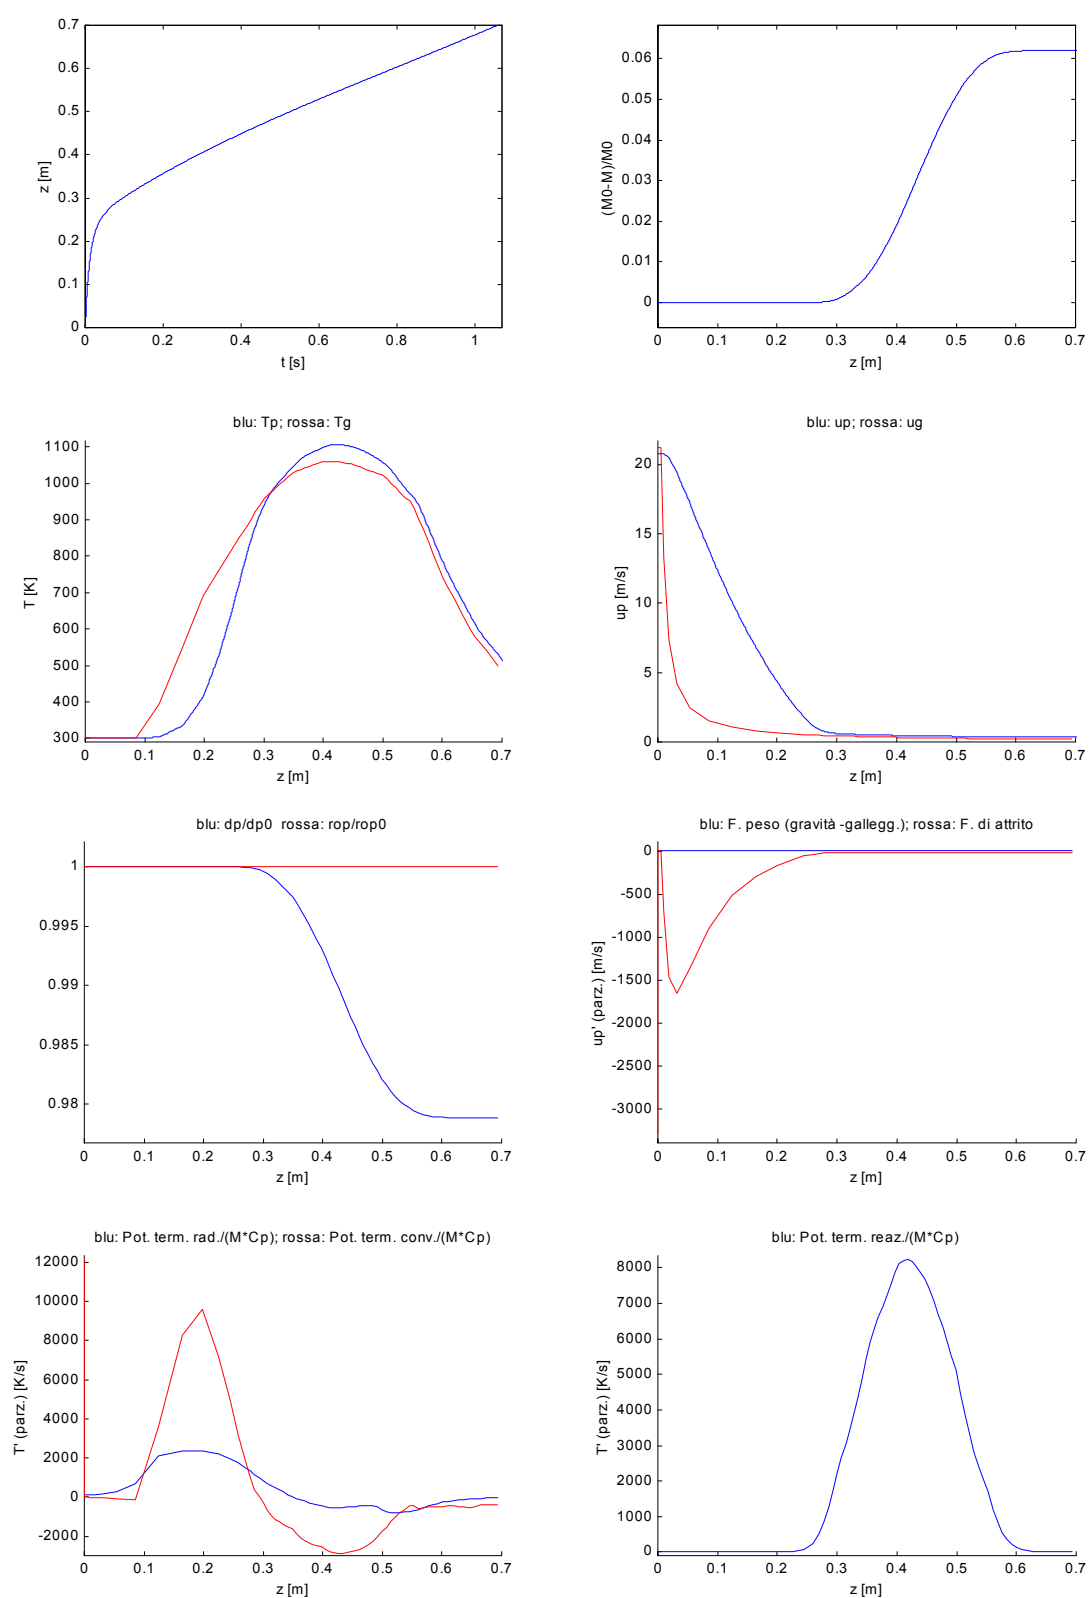 0.7
0.6
0.5
0.4
0.3
0.2
0.1
0
z [m]
0 0.2 0.4 0.6 0.8 1
t [s]
0.06
0.05
0.04
0.03
0.02
0.01
0
(M0-M)/M0
0 0.1 0.2 0.3 0.4 0.5 0.6 0.7
z [m]
blu: Tp; rossa: Tg
1100
1000
900
800
700
600
500
400
300
T [K]
0 0.1 0.2 0.3 0.4 0.5 0.6 0.7
z [m]
blu: up; rossa: ug
20
15
10
5
0
up [m/s]
0 0.1 0.2 0.3 0.4 0.5 0.6 0.7
z [m]
blu: dp/dp0 rossa: rop/rop0
1
0.995
0.99
0.985
0.98
0 0.1 0.2 0.3 0.4 0.5 0.6 0.7
z [m]
blu: F. peso (gravità -gallegg.); rossa: F. di attrito
0
-500
-1000
-1500
-2000
-2500
-3000
up' (parz.) [m/s]
0 0.1 0.2 0.3 0.4 0.5 0.6 0.7
z [m]
blu: Pot. term. rad./(M*Cp); rossa: Pot. term. conv./(M*Cp)
12000
10000
8000
6000
4000
2000
0
-2000
T' (parz.) [K/s]
0 0.1 0.2 0.3 0.4 0.5 0.6 0.7
z [m]
blu: Pot. term. reaz./(M*Cp)
8000
7000
6000
5000
4000
3000
2000
1000
0
T' (parz.) [K/s]
0 0.1 0.2 0.3 0.4 0.5 0.6 0.7
z [m]